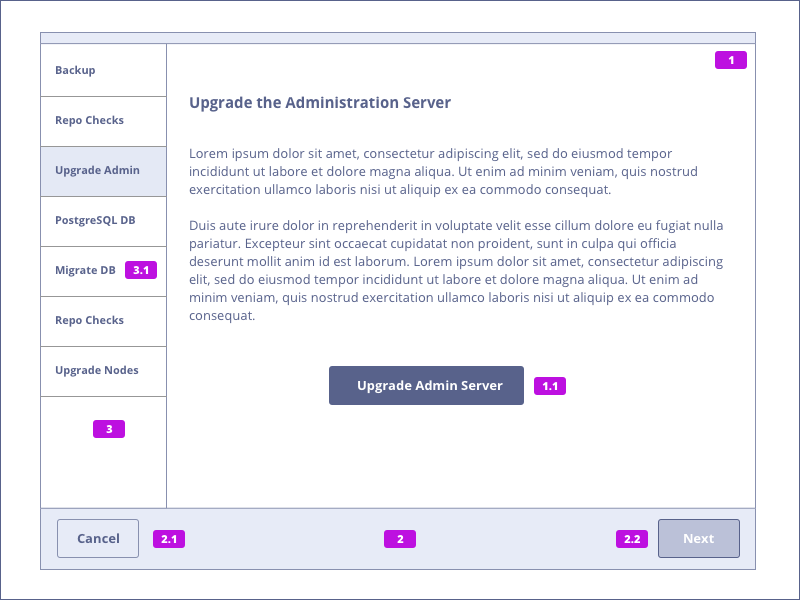 Backup
Repo Checks
Upgrade Admin
PostgreSQL DB
Migrate DB 3.1
Repo Checks
Upgrade Nodes
3
1
Upgrade the Administration Server
Lorem ipsum dolor sit amet, consectetur adipiscing elit, sed do eiusmod tempor
incididunt ut labore et dolore magna aliqua. Ut enim ad minim veniam, quis nostrud
exercitation ullamco laboris nisi ut aliquip ex ea commodo consequat.
Duis aute irure dolor in reprehenderit in voluptate velit esse cillum dolore eu fugiat nulla
pariatur. Excepteur sint occaecat cupidatat non proident, sunt in culpa qui officia
deserunt mollit anim id est laborum. Lorem ipsum dolor sit amet, consectetur adipiscing
elit, sed do eiusmod tempor incididunt ut labore et dolore magna aliqua. Ut enim ad
minim veniam, quis nostrud exercitation ullamco laboris nisi ut aliquip ex ea commodo
consequat.
Upgrade Admin Server 1.1
Cancel 2.1 2 2.2 Next